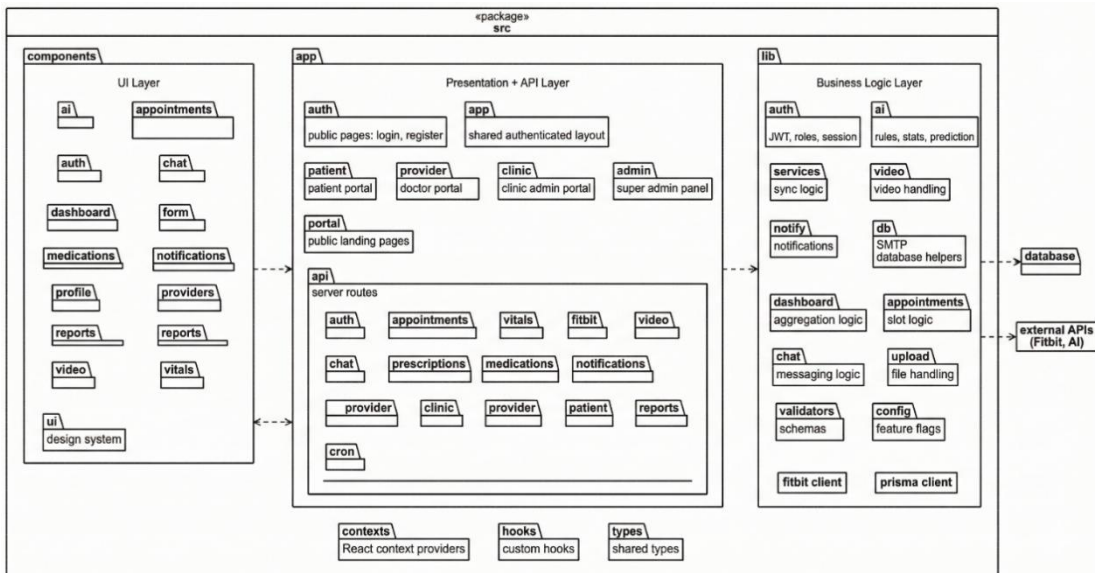 «package»
src
components
UI Layer
ai
appointments
auth
chat
dashboard
form
medications
notifications
profile
providers
reports
reports
video
vitals
ui
design system
app
Presentation + API Layer
auth
public pages: login, register
app
shared authenticated layout
patient
patient portal
provider
doctor portal
clinic
clinic admin portal
admin
super admin panel
portal
public landing pages
api
server routes
auth
appointments
vitals
fitbit
video
chat
prescriptions
medications
notifications
provider
clinic
provider
patient
reports
cron
lib
Business Logic Layer
auth
JWT, roles, session
ai
rules, stats, prediction
services
sync logic
video
video handling
notify
notifications
db
SMTP
database helpers
dashboard
aggregation logic
appointments
slot logic
chat
messaging logic
upload
file handling
validators
schemas
config
feature flags
fitbit client
prisma client
database
external APIs
(Fitbit, AI)
contexts
React context providers
hooks
custom hooks
types
shared types